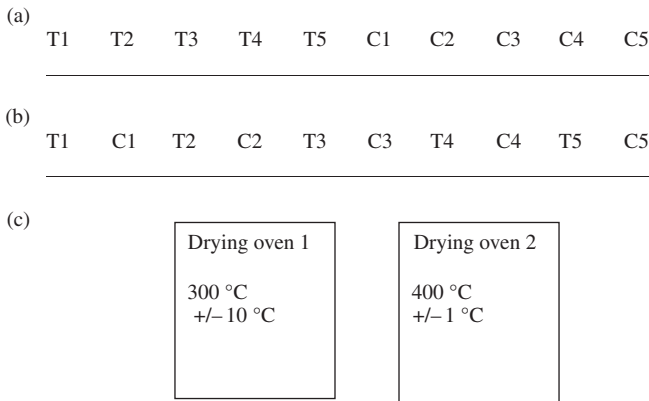 (a)
T1 T2 T3 T4 T5 C1 C2 C3 C4 C5
(b)
T1 C1 T2 C2 T3 C3 T4 C4 T5 C5
(c)
Drying oven 1 Drying oven 2
300 °C 400 °C
+/– 10 °C +/– 1 °C